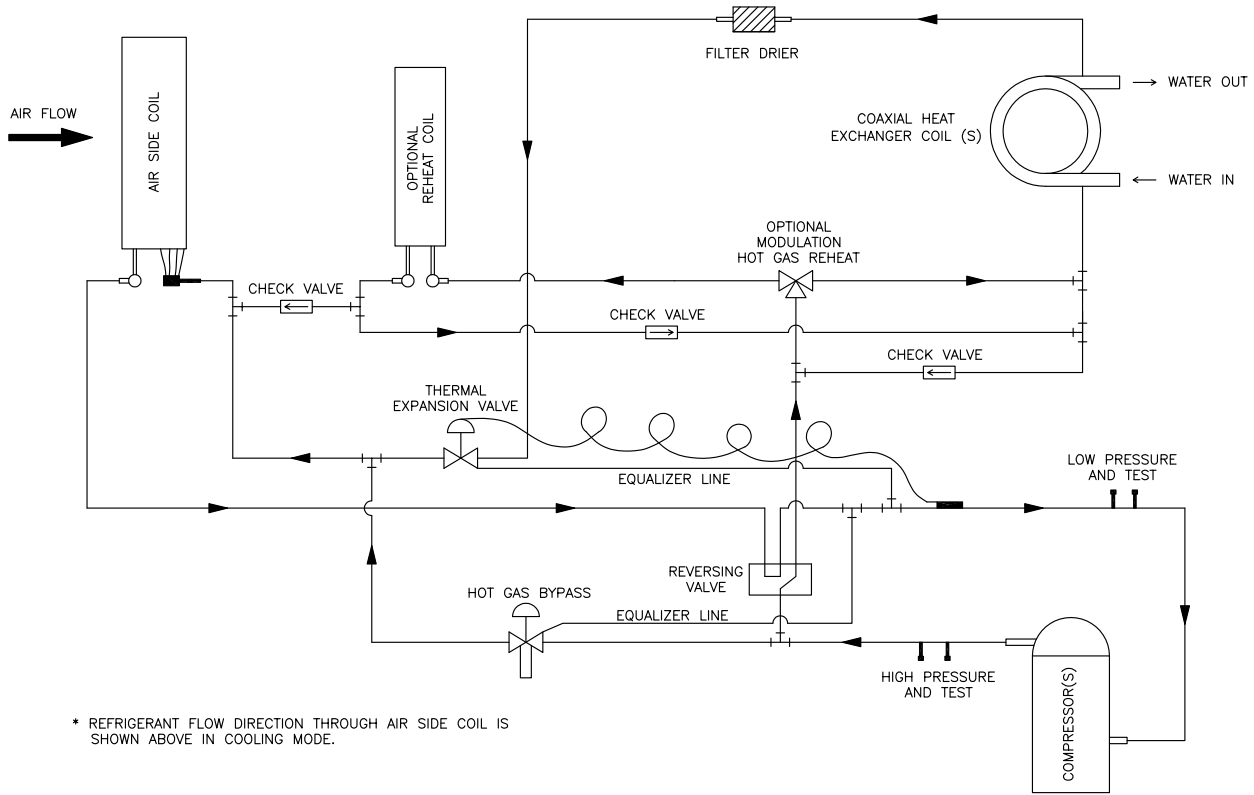 FILTER DRIER
AIR FLOW
AIR SIDE COIL
OPTIONAL
REHEAT COIL
COAXIAL HEAT
EXCHANGER COIL (S)
WATER OUT
WATER IN
OPTIONAL
MODULATION
HOT GAS REHEAT
CHECK VALVE
CHECK VALVE
CHECK VALVE
THERMAL
EXPANSION VALVE
EQUALIZER LINE
LOW PRESSURE
AND TEST
REVERSING
VALVE
HOT GAS BYPASS
EQUALIZER LINE
HIGH PRESSURE
AND TEST
COMPRESSOR(S)
* REFRIGERANT FLOW DIRECTION THROUGH AIR SIDE COIL IS
SHOWN ABOVE IN COOLING MODE.